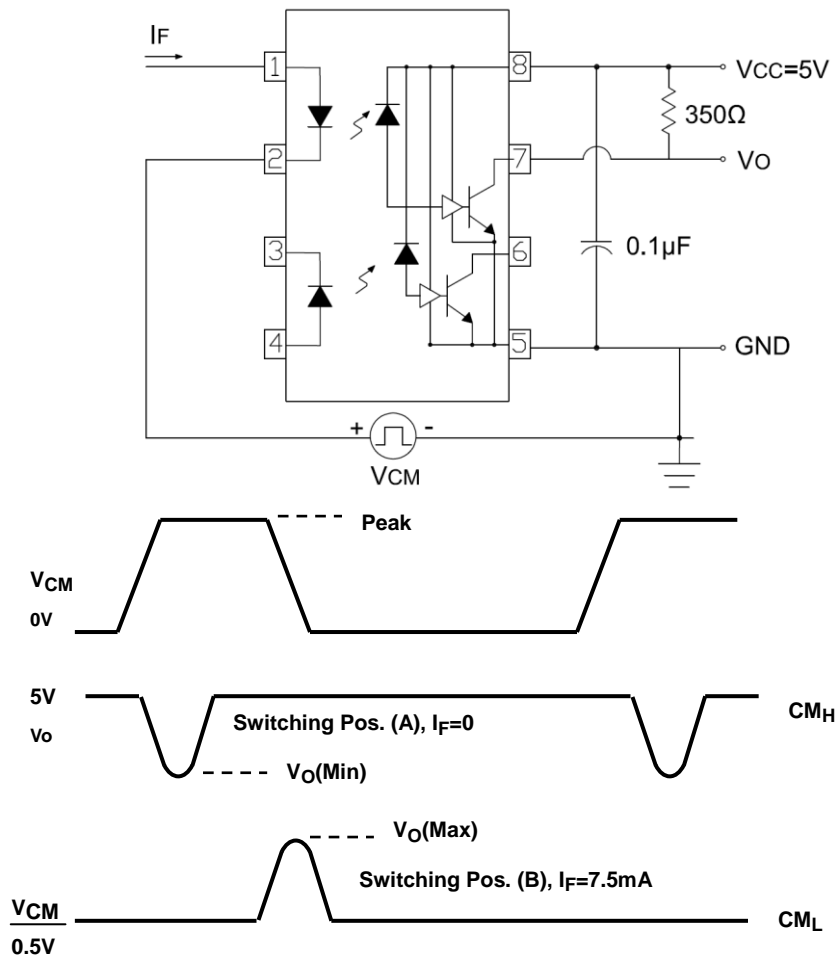 IF
1
8
VCC=5V
350Ω
2
7
VO
3
6
0.1µF
4
5
GND
+
-
VCM
Peak
VCM
0V
5V
Vo
Switching Pos. (A), IF=0
CMH
VO(Min)
VO(Max)
Switching Pos. (B), IF=7.5mA
VCM
0.5V
CML